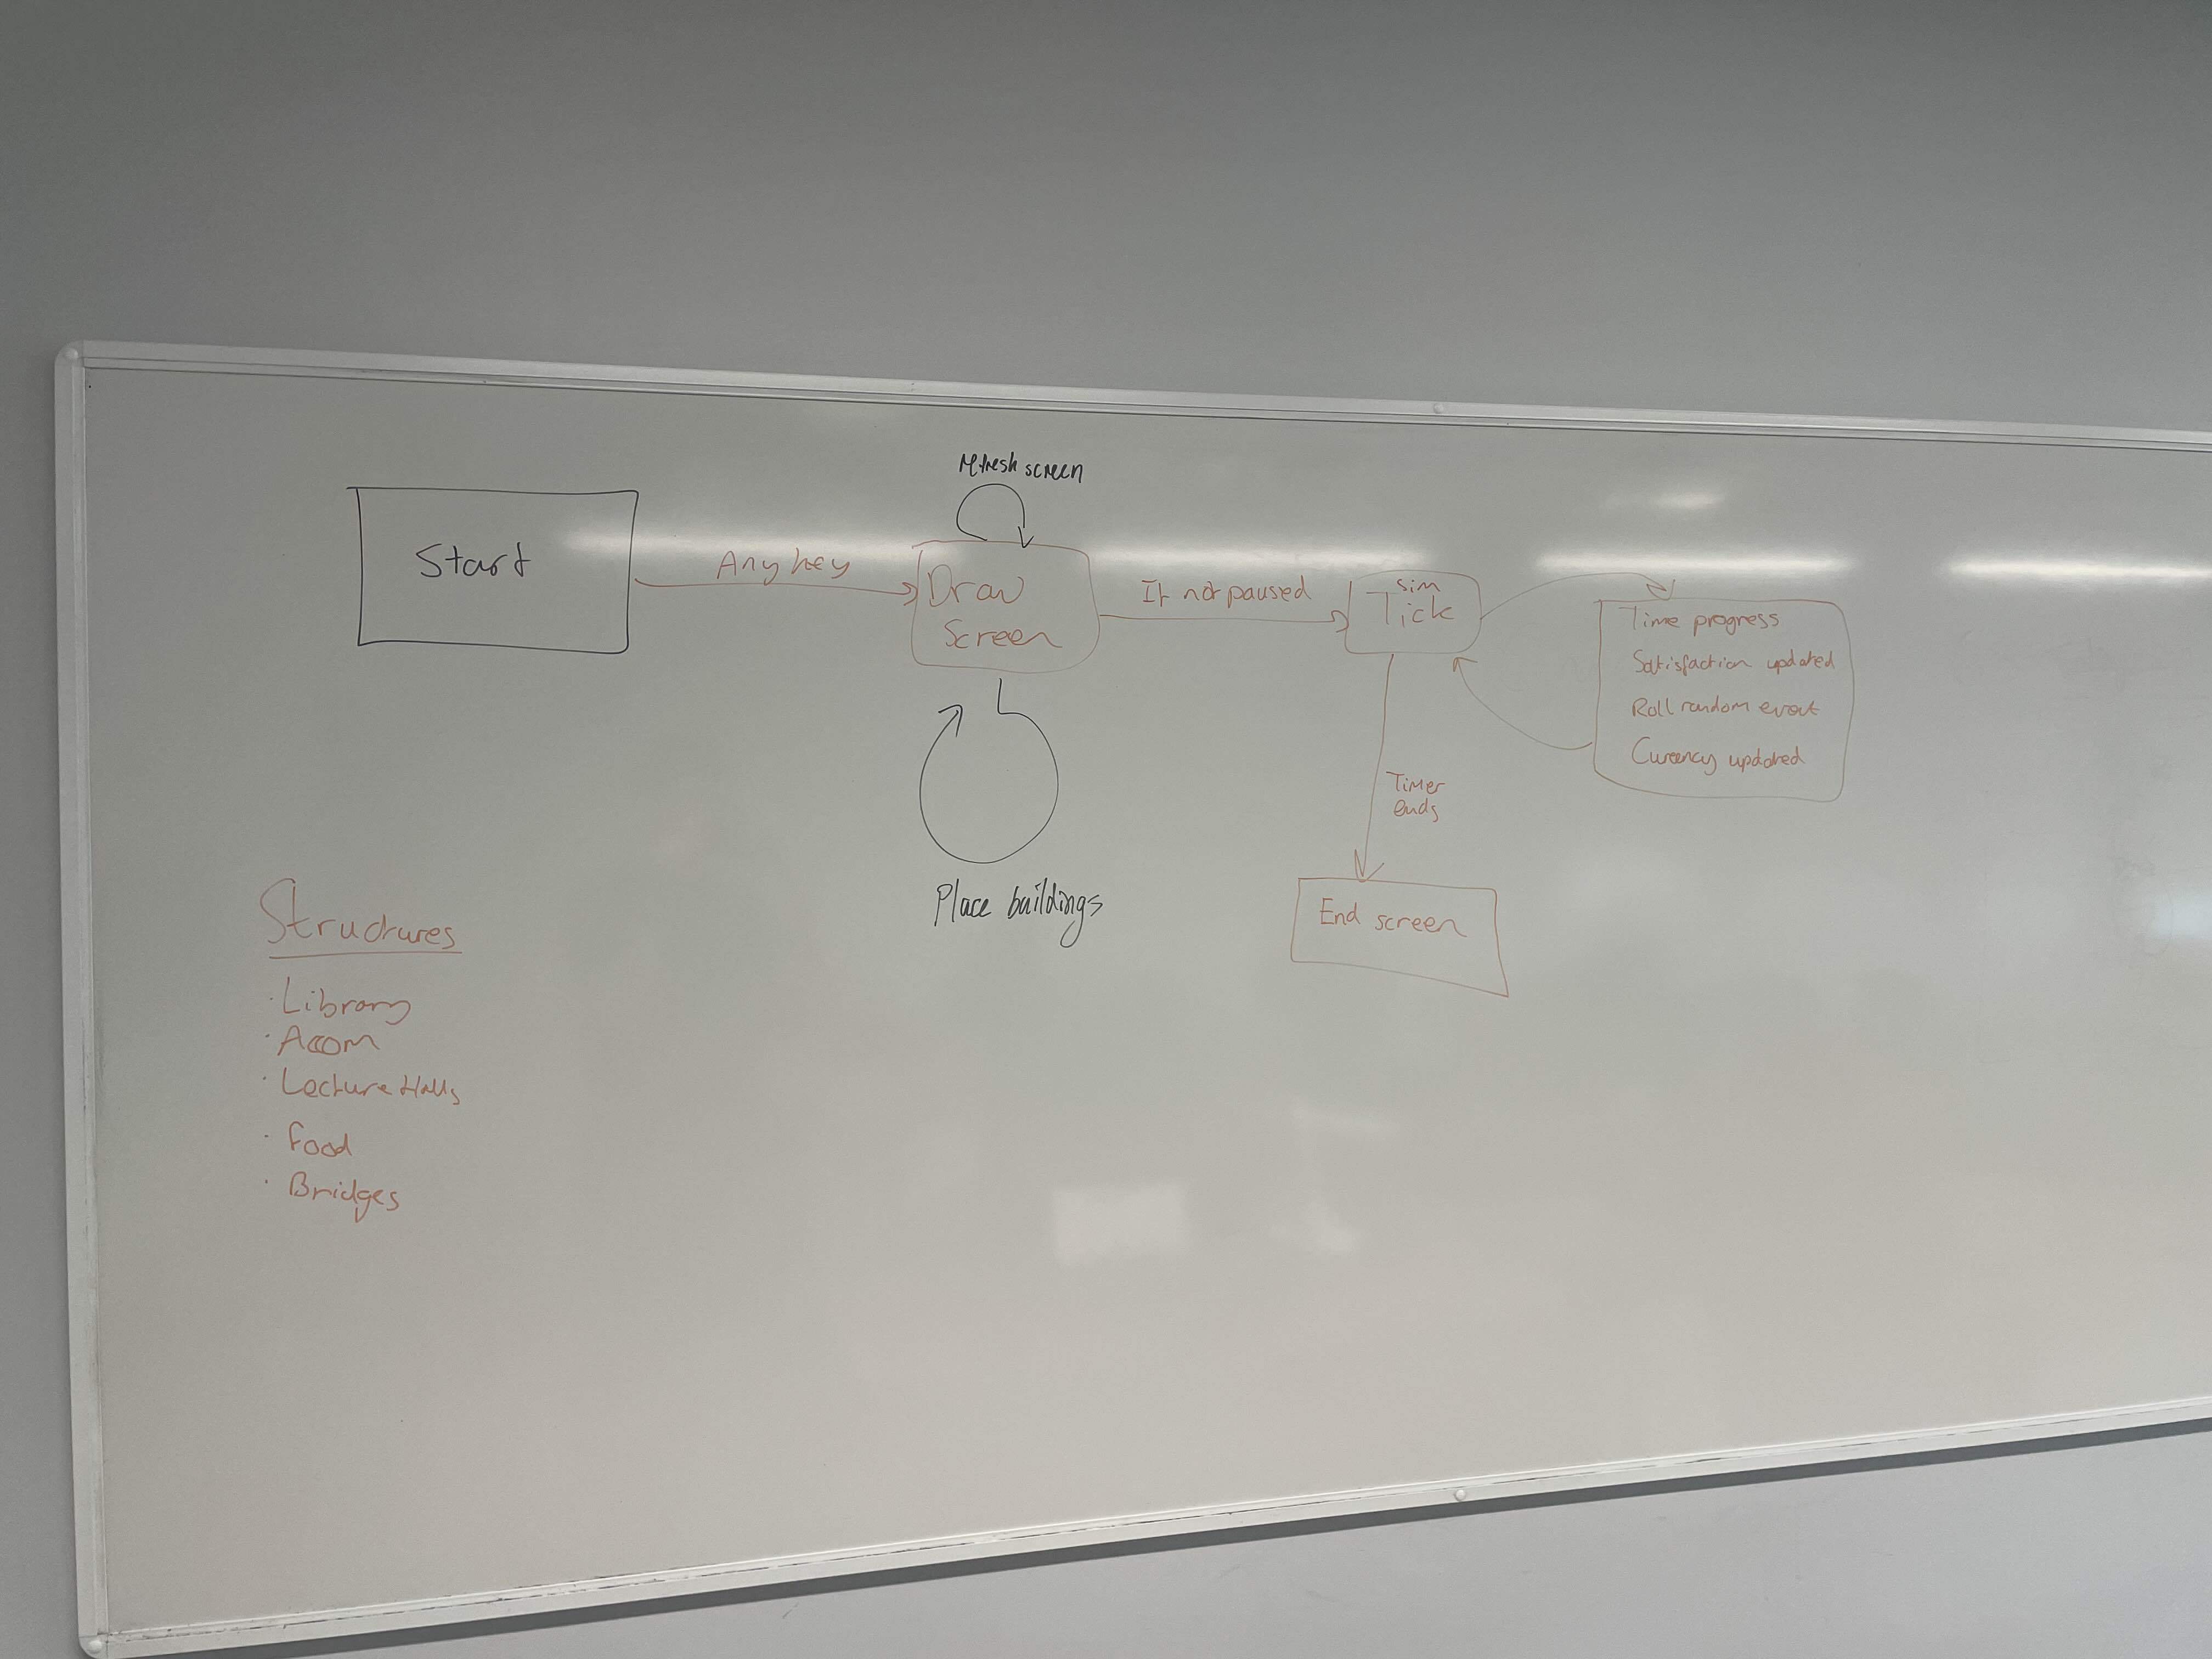 Refresh screen
Start
Any key
Draw
Screen
If not paused
Sim
Tick
Time progress
Satisfaction updated
Roll random event
Currency updated
Timer
ends
Place buildings
End screen
Structures
· Library
· Accom
· Lecture Halls
· Food
· Bridges